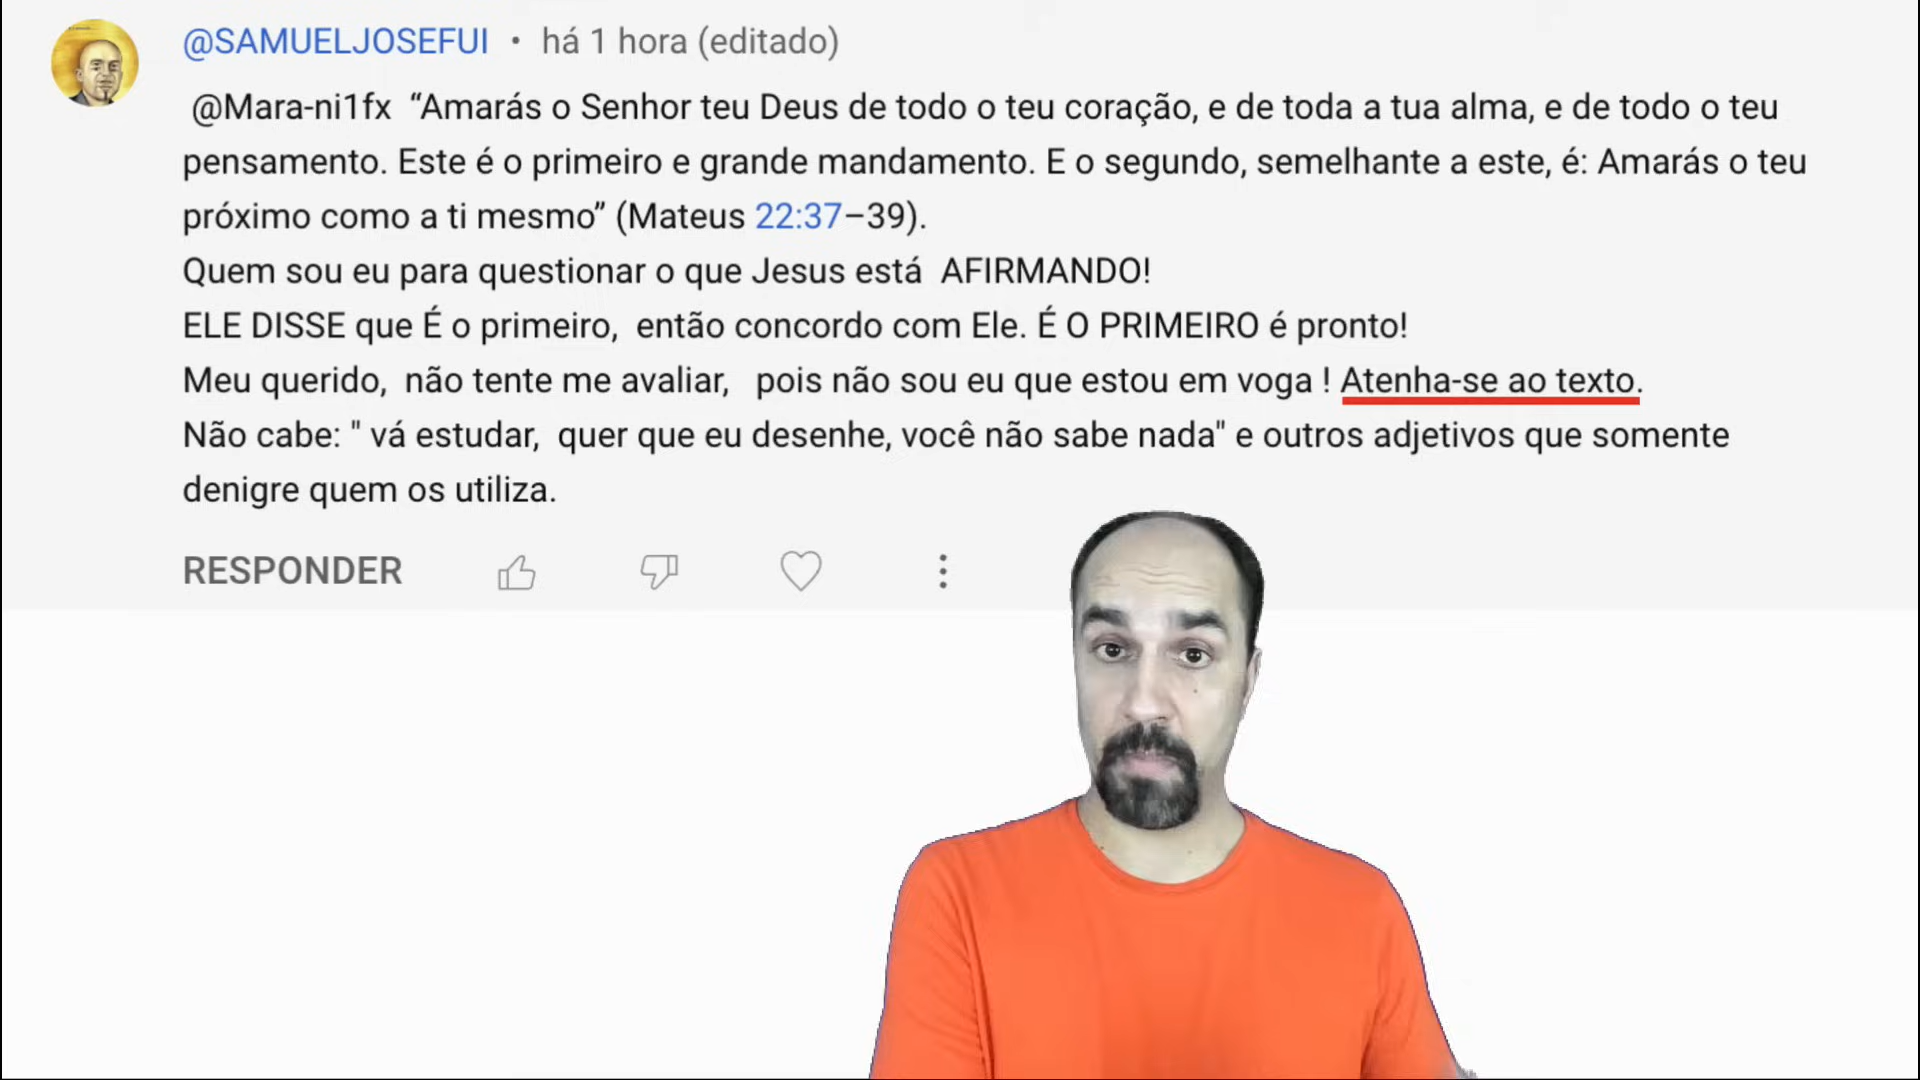 @SAMUELJOSEFUI • há 1 hora (editado)
@Mara-ni1fx “Amarás o Senhor teu Deus de todo o teu coração, e de toda a tua alma, e de todo o teu
pensamento. Este é o primeiro e grande mandamento. E o segundo, semelhante a este, é: Amarás o teu
próximo como a ti mesmo” (Mateus 22:37–39).
Quem sou eu para questionar o que Jesus está AFIRMANDO!
ELE DISSE que É o primeiro, então concordo com Ele. É O PRIMEIRO é pronto!
Meu querido, não tente me avaliar, pois não sou eu que estou em voga ! Atenha-se ao texto.
Não cabe: " vá estudar, quer que eu desenhe, você não sabe nada" e outros adjetivos que somente
denigre quem os utiliza.
RESPONDER